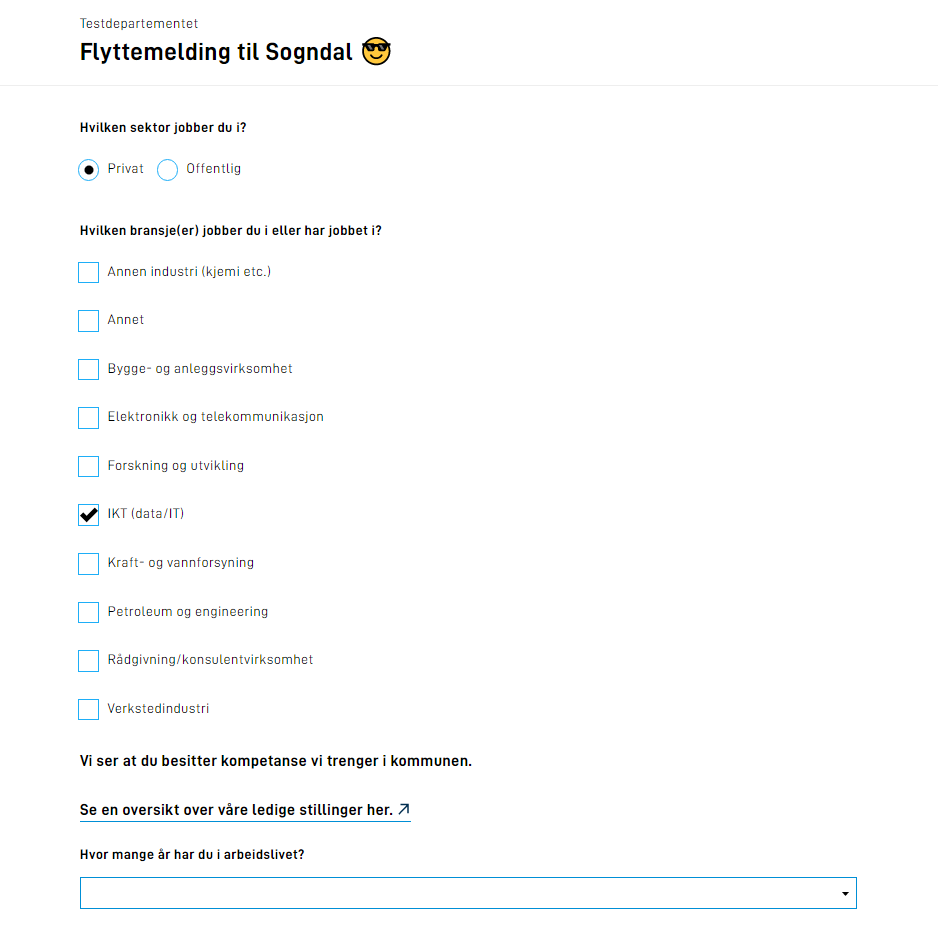 Testdepartementet
Flyttemelding til Sogndal 😎
Hvilken sektor jobber du i?
Privat Offentlig
Hvilken bransje(er) jobber du i eller har jobbet i?
Annen industri (kjemi etc.)
Annet
Bygge- og anleggsvirksomhet
Elektronikk og telekommunikasjon
Forskning og utvikling
IKT (data/IT)
Kraft- og vannforsyning
Petroleum og engineering
Rådgivning/konsulentvirksomhet
Verkstedindustri
Vi ser at du besitter kompetanse vi trenger i kommunen.
Se en oversikt over våre ledige stillinger her.
Hvor mange år har du i arbeidslivet?